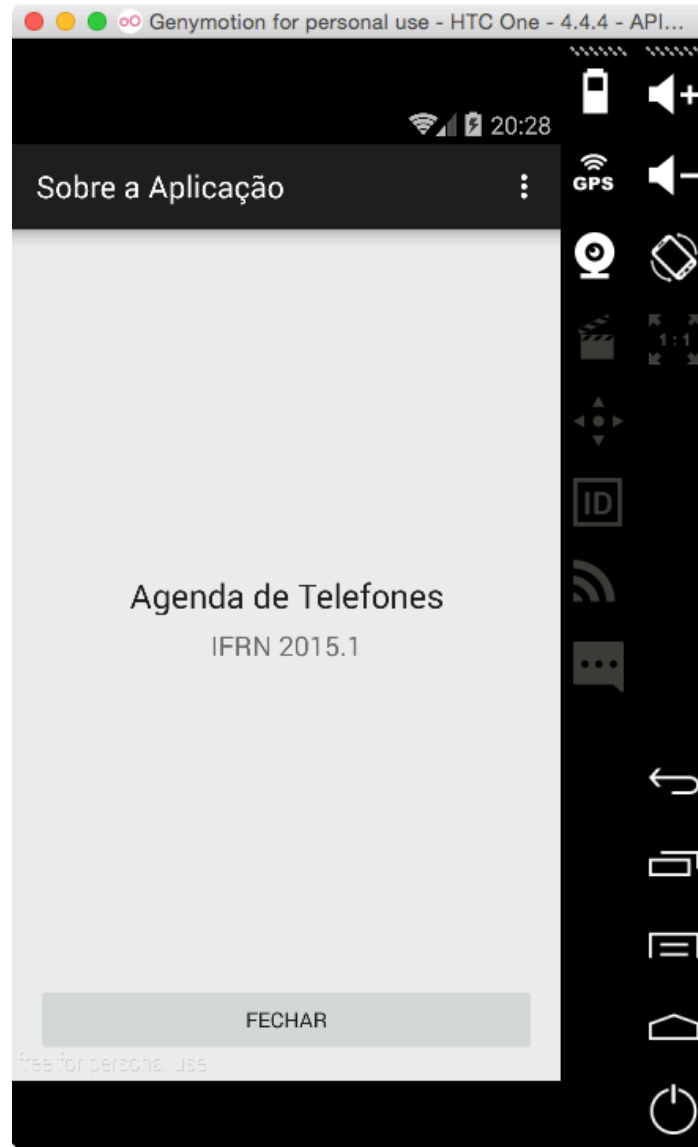 Genymotion for personal use - HTC One - 4.4.4 - API...
20:28
Sobre a Aplicação
GPS
1:1
ID
Agenda de Telefones
IFRN 2015.1
FECHAR
free for personal use